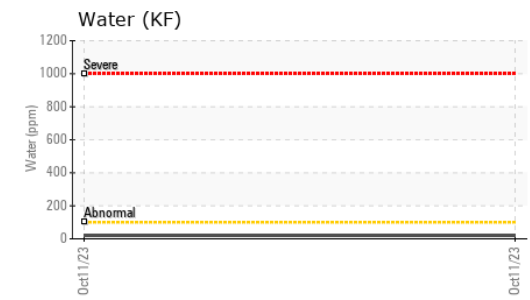 Water (KF)
1200
Severe
1000
800
Water (ppm)
600
400
200
Abnormal
0
Oct11/23
Oct11/23